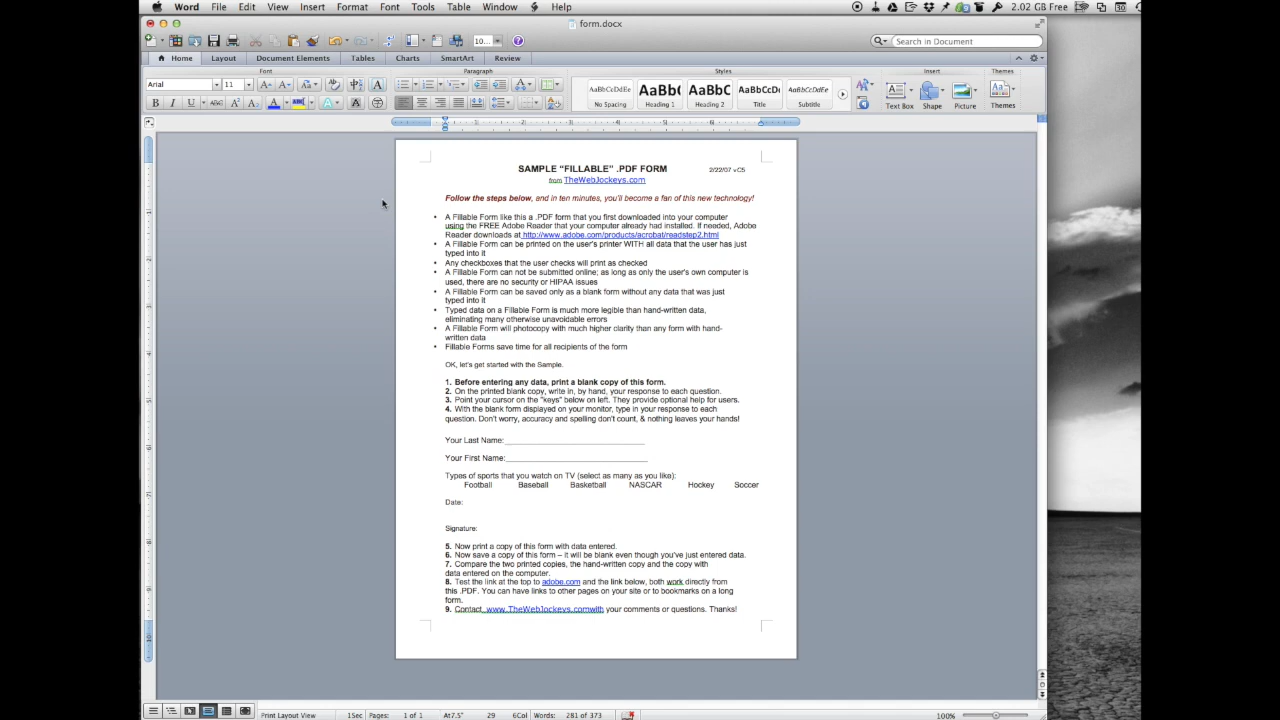 Word File Edit View Insert Format Font Tools Table Window Help 2.02 GB Free
form.docx
10...
Search in Document
Home Layout Document Elements Tables Charts SmartArt Review
Font Paragraph Styles Insert Themes
Arial 11
AaBbCcDdEe AaBbC AaBbC AaBbCcDc AaBbCcDdEe
No Spacing Heading 1 Heading 2 Title Subtitle Text Box Shape Picture Themes
SAMPLE “FILLABLE” .PDF FORM 2/22/07 vC5
from TheWebJockeys.com
Follow the steps below, and in ten minutes, you'll become a fan of this new technology!
• A Fillable Form like this a .PDF form that you first downloaded into your computer
using the FREE Adobe Reader that your computer already had installed. If needed, Adobe
Reader downloads at http://www.adobe.com/products/acrobat/readstep2.html
• A Fillable Form can be printed on the user's printer WITH all data that the user has just
typed into it
• Any checkboxes that the user checks will print as checked
• A Fillable Form can not be submitted online; as long as only the user's own computer is
used, there are no security or HIPAA issues
• A Fillable Form can be saved only as a blank form without any data that was just
typed into it
• Typed data on a Fillable Form is much more legible than hand-written data,
eliminating many otherwise unavoidable errors
• A Fillable Form will photocopy with much higher clarity than any form with hand-
written data
• Fillable Forms save time for all recipients of the form
OK, let's get started with the Sample.
1. Before entering any data, print a blank copy of this form.
2. On the printed blank copy, write in, by hand, your response to each question.
3. Point your cursor on the "keys" below on left. They provide optional help for users.
4. With the blank form displayed on your monitor, type in your response to each
question. Don't worry, accuracy and spelling don't count, & nothing leaves your hands!
Your Last Name:
Your First Name:
Types of sports that you watch on TV (select as many as you like):
Football Baseball Basketball NASCAR Hockey Soccer
Date:
Signature:
5. Now print a copy of this form with data entered.
6. Now save a copy of this form – it will be blank even though you've just entered data.
7. Compare the two printed copies, the hand-written copy and the copy with
data entered on the computer.
8. Test the link at the top to adobe.com and the link below, both work directly from
this .PDF. You can have links to other pages on your site or to bookmarks on a long
form.
9. Contact www.TheWebJockeys.comwith your comments or questions. Thanks!
Print Layout View 1Sec Pages: 1 of 1 At7.5" 29 6Col Words: 281 of 373 100%